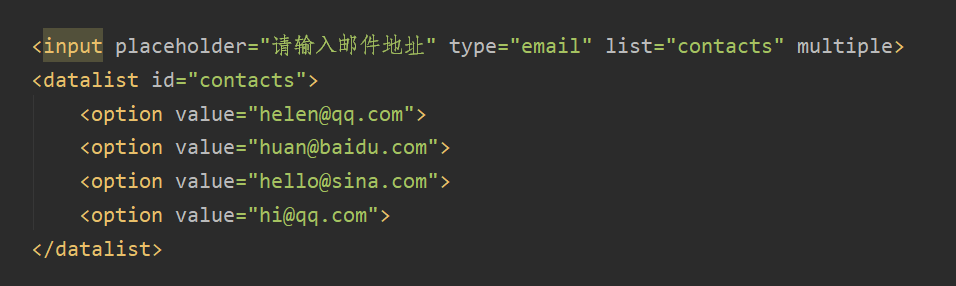 <input placeholder="请输入邮件地址" type="email" list="contacts" multiple>
<datalist id="contacts">
    <option value="helen@qq.com">
    <option value="huan@baidu.com">
    <option value="hello@sina.com">
    <option value="hi@qq.com">
</datalist>